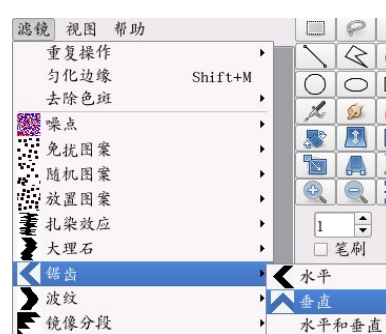 滤镜 视图 帮助
重复操作
匀化边缘 Shift+M
去除色斑
噪点
免扰图案
随机图案
放置图案
扎染效应
大理石
锯齿
波纹
镜像分段
1
笔刷
水平
垂直
水平和垂直